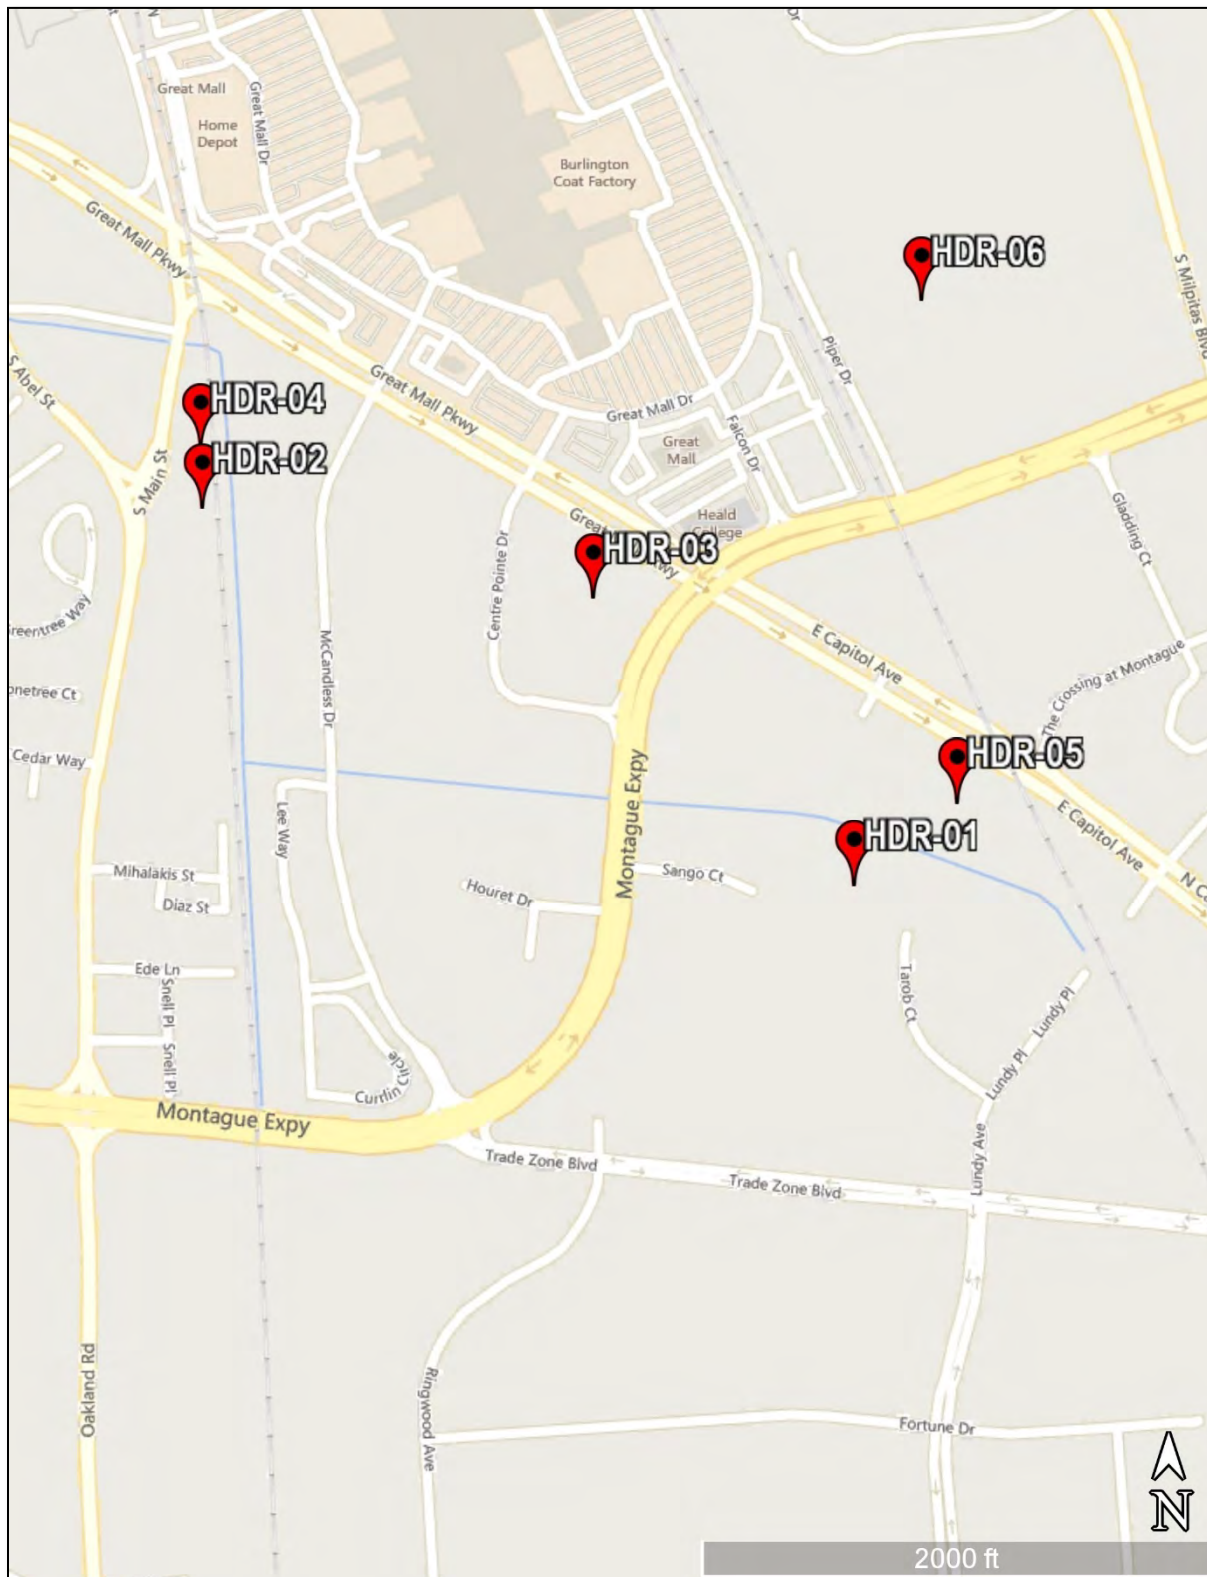 Great Mall
Home
Depot
Great Mall Dr
Burlington
Coat Factory
Great Mall Pkwy
HDR-06
S Milpitas Blvd
Piper Dr
S Abel St
HDR-04
Great Mall Pkwy
Great Mall Dr
Falcon Dr
Great
Mall
HDR-02
S Main St
Heald
College
Gladding Ct
HDR-03
Centre Pointe Dr
McCandless Dr
E Capitol Ave
The Crossing at Montague
Cedar Way
HDR-05
E Capitol Ave
Lee Way
Montague Expy
HDR-01
Mihalakis St
Diaz St
Houret Dr
Sango Ct
Ede Ln
Snell Pl
Snell Pl
Tarob Ct
Lundy Pl
Lundy Pl
Montague Expy
Trade Zone Blvd
Trade Zone Blvd
Lundy Ave
Oakland Rd
Ringwood Ave
Fortune Dr
N
2000 ft